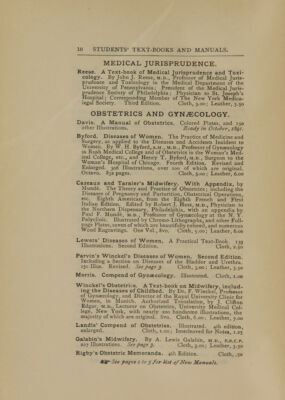 10 STUDENTS' TEXT-BOOKS AND MANUALS.
MEDICAL JURISPRUDENCE.
Reese. A Text-book of Medical Jurisprudence and Toxi-
cology. By John J. Reese, M.D., Professor of Medical Juris-
prudence and Toxicology in the Medical Department of the
University of Pennsylvania; President of the Medical Juris-
prudence Society of Philadelphia; Physician to St. Joseph's
Hospital; Corresponding Member of The New York Medico-
legal Society. Third Edition. Cloth, 3.00; Leather, 3.50
OBSTETRICS AND GYNÆCOLOGY.
Davis. A Manual of Obstetrics. Colored Plates, and 130
other Illustrations. Ready in October, 1891.
Byford. Diseases of Women. The Practice of Medicine and
Surgery, as applied to the Diseases and Accidents Incident to
Women. By W. H. Byford, A.M., M.D., Professor of Gynæcology
in Rush Medical College and of Obstetrics in the Woman's Med-
ical College, etc., and Henry T. Byford, M.D., Surgeon to the
Woman's Hospital of Chicago. Fourth Edition. Revised and
Enlarged. 306 Illustrations, over 100 of which are original.
Octavo. 832 pages. Cloth, 5.00; Leather, 6.00
Cazeaux and Tarnier's Midwifery. With Appendix, by
Mundé. The Theory and Practice of Obstetrics; including the
Diseases of Pregnancy and Parturition, Obstetrical Operations,
etc. Eighth American, from the Eighth French and First
Italian Edition. Edited by Robert J. Hess, M.D., Physician to
the Northern Dispensary, Philadelphia, with an appendix by
Paul F. Mundé, M.D., Professor of Gynæcology at the N. Y.
Polyclinic. Illustrated by Chromo-Lithographs, and other Full-
page Plates, seven of which are beautifully colored, and numerous
Wood Engravings. One Vol., 8vo. Cloth, 5.00; Leather, 6.00
Lewers' Diseases of Women. A Practical Text-Book. 139
Illustrations. Second Edition. Cloth, 2.50
Parvin's Winckel's Diseases of Women. Second Edition.
Including a Section on Diseases of the Bladder and Urethra.
150 Illus. Revised. See page 3. Cloth, 3.00; Leather, 3.50
Morris. Compend of Gynæcology. Illustrated. Cloth, 1.00
Winckel's Obstetrics. A Text-book on Midwifery, includ-
ing the Diseases of Childbed. By Dr. F. Winckel, Professor
of Gynæcology, and Director of the Royal University Clinic for
Women, in Munich. Authorized Translation by J. Clifton
Edgar, M.D., Lecturer on Obstetrics, University Medical Col-
lege, New York, with nearly 200 handsome illustrations, the
majority of which are original. 8vo. Cloth, 6.00; Leather, 7.00
Landis' Compend of Obstetrics. Illustrated. 4th edition,
enlarged. Cloth, 1.00; Interleaved for Notes, 1.25
Galabin's Midwifery. By A. Lewis Galabin, M.D., F.R.C.P.
227 Illustrations. See page 3. Cloth, 3.00; Leather, 3.50
Rigby's Obstetric Memoranda. 4th Edition. Cloth, .50
See pages 2 to 5 for list of New Manuals.